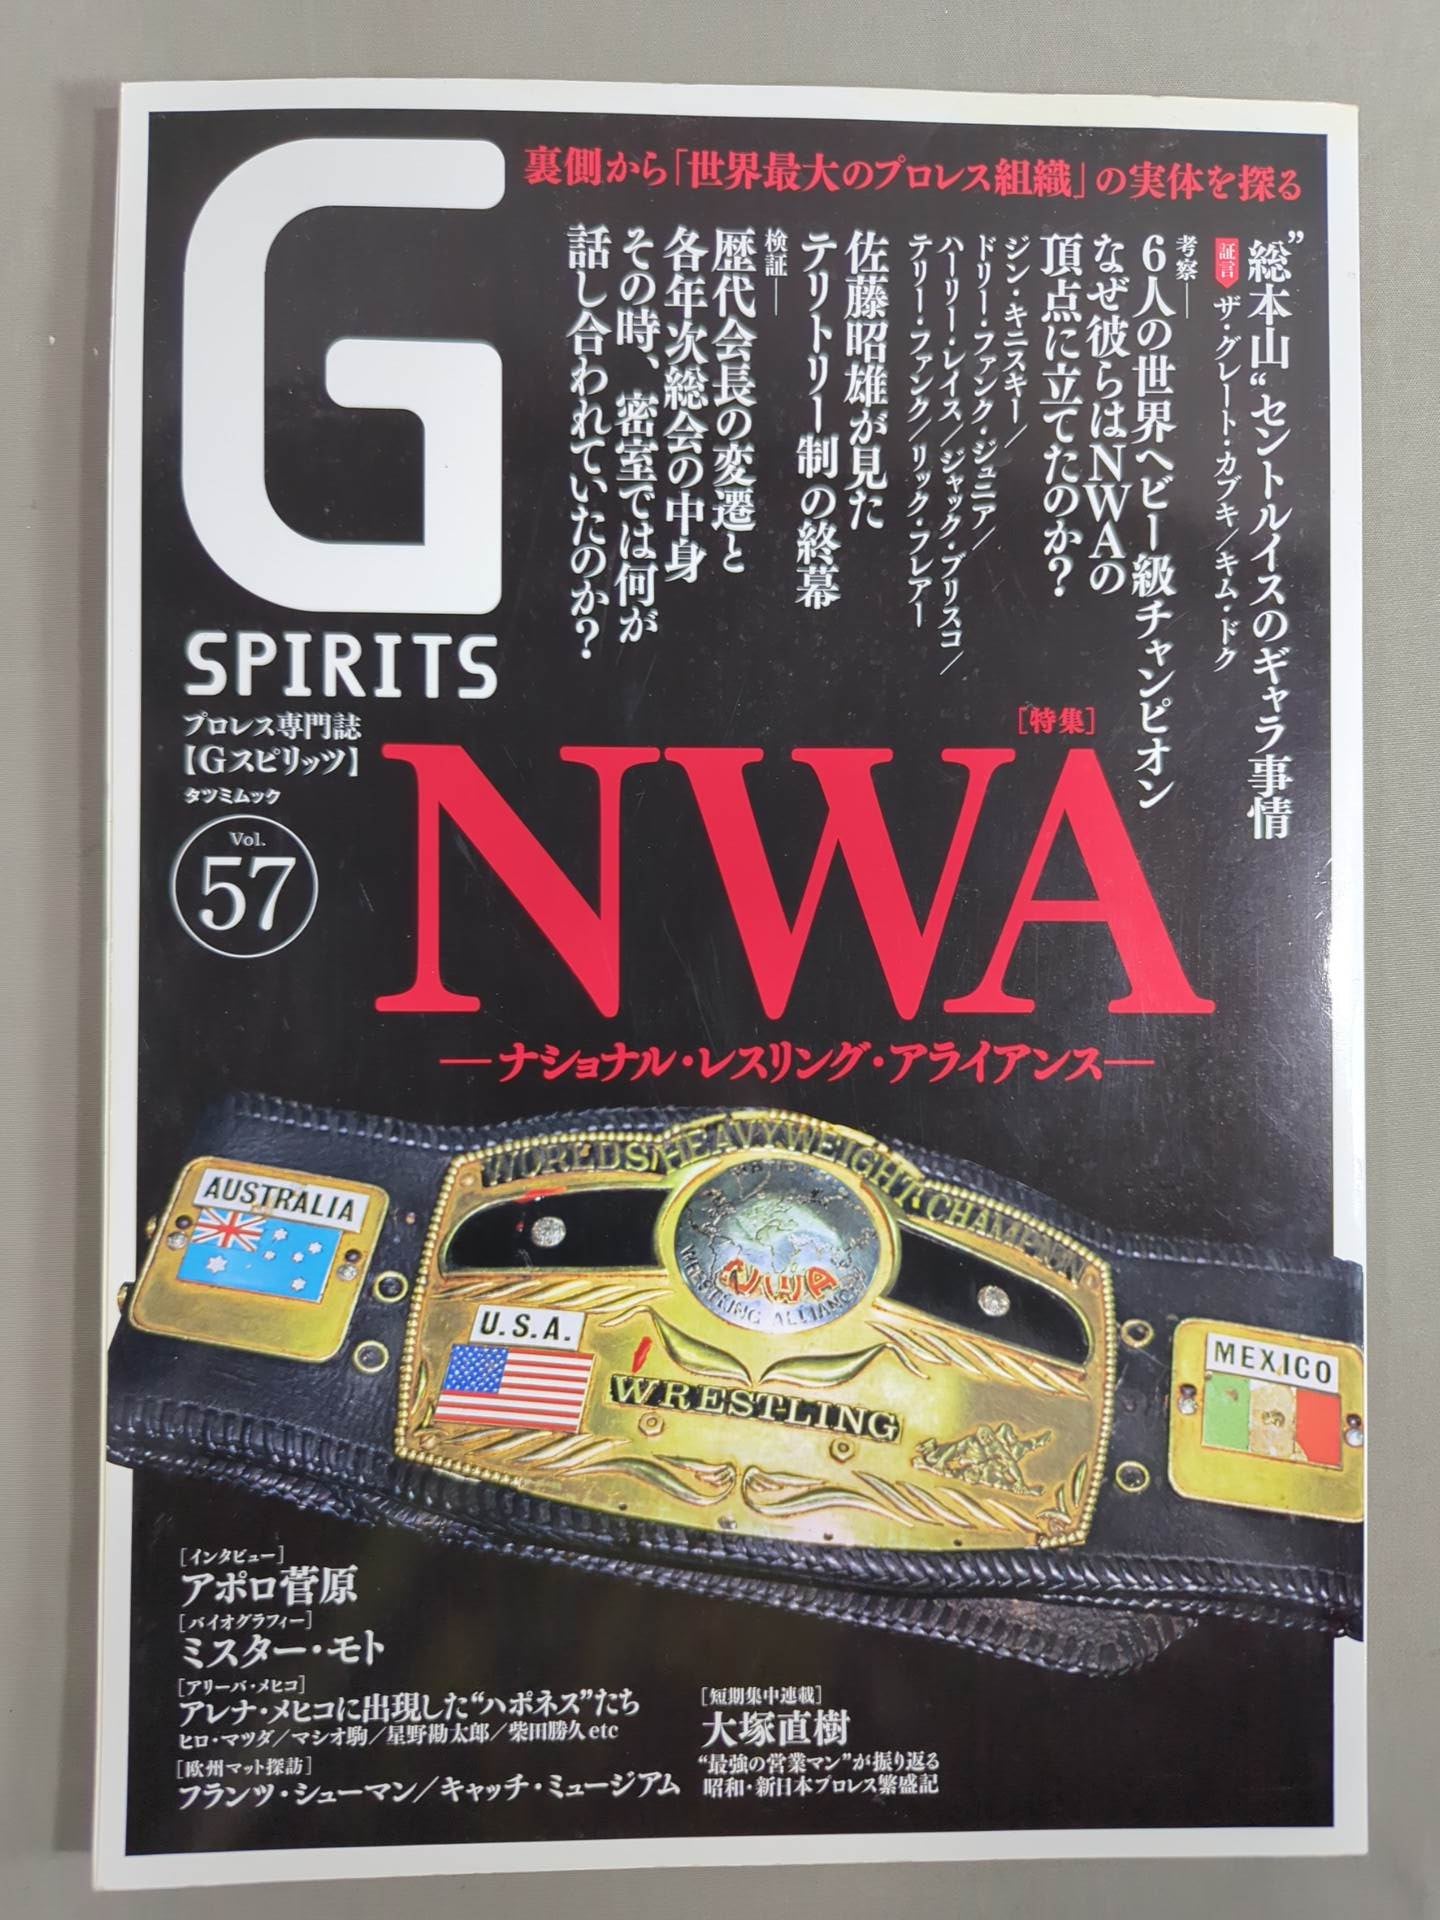 G
SPIRITS
プロレス専門誌
【Gスピリッツ】
タツミムック
Vol.
57
裏側から「世界最大のプロレス組織」の実体を探る
”総本山“セントルイスのギャラ事情
証言
ザ・グレート・カブキ/キム・ドク
考察――
6人の世界ヘビー級チャンピオン
なぜ彼らはNWAの
頂点に立てたのか?
ジン・キニスキー/
ドリー・ファンク・ジュニア/
ハーリー・レイス/ジャック・ブリスコ/
テリー・ファンク/リック・フレアー
佐藤昭雄が見た
テリトリー制の終幕
検証――
歴代会長の変遷と
各年次総会の中身
その時、密室では何が
話し合われていたのか?
[特集]
NWA
―ナショナル・レスリング・アライアンス―
WORLD'S HEAVYWEIGHT CHAMPION
NWA
WRESTLING ALLIANCE
AUSTRALIA
U.S.A.
WRESTLING
MEXICO
[インタビュー]
アポロ菅原
[バイオグラフィー]
ミスター・モト
[アリーバ・メヒコ]
アレナ・メヒコに出現した“ハポネス”たち
ヒロ・マツダ/マシオ駒/星野勘太郎/柴田勝久etc
[欧州マット探訪]
フランツ・シューマン/キャッチ・ミュージアム
[短期集中連載]
大塚直樹
“最強の営業マン”が振り返る
昭和・新日本プロレス繁盛記